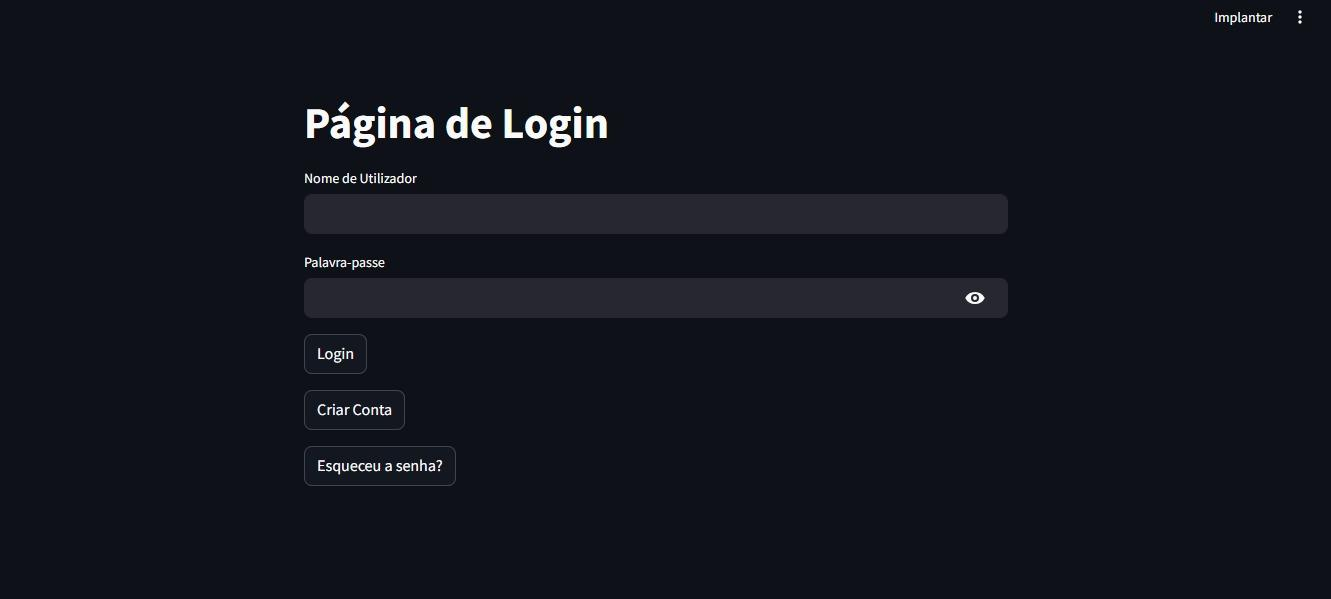 Implantar
Página de Login
Nome de Utilizador
Palavra-passe
Login
Criar Conta
Esqueceu a senha?